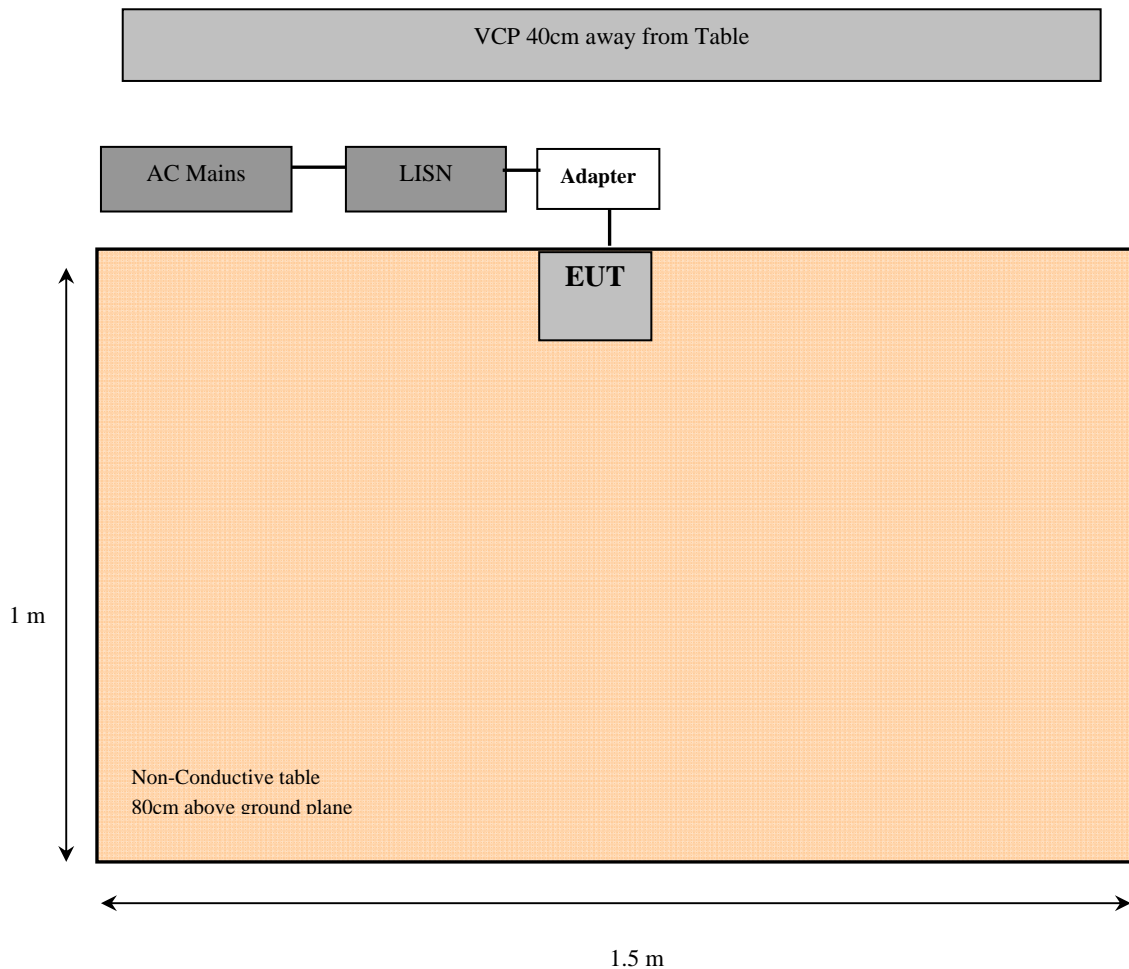 VCP 40cm away from Table
AC Mains
LISN
Adapter
EUT
1 m
Non-Conductive table
80cm above ground plane
1.5 m